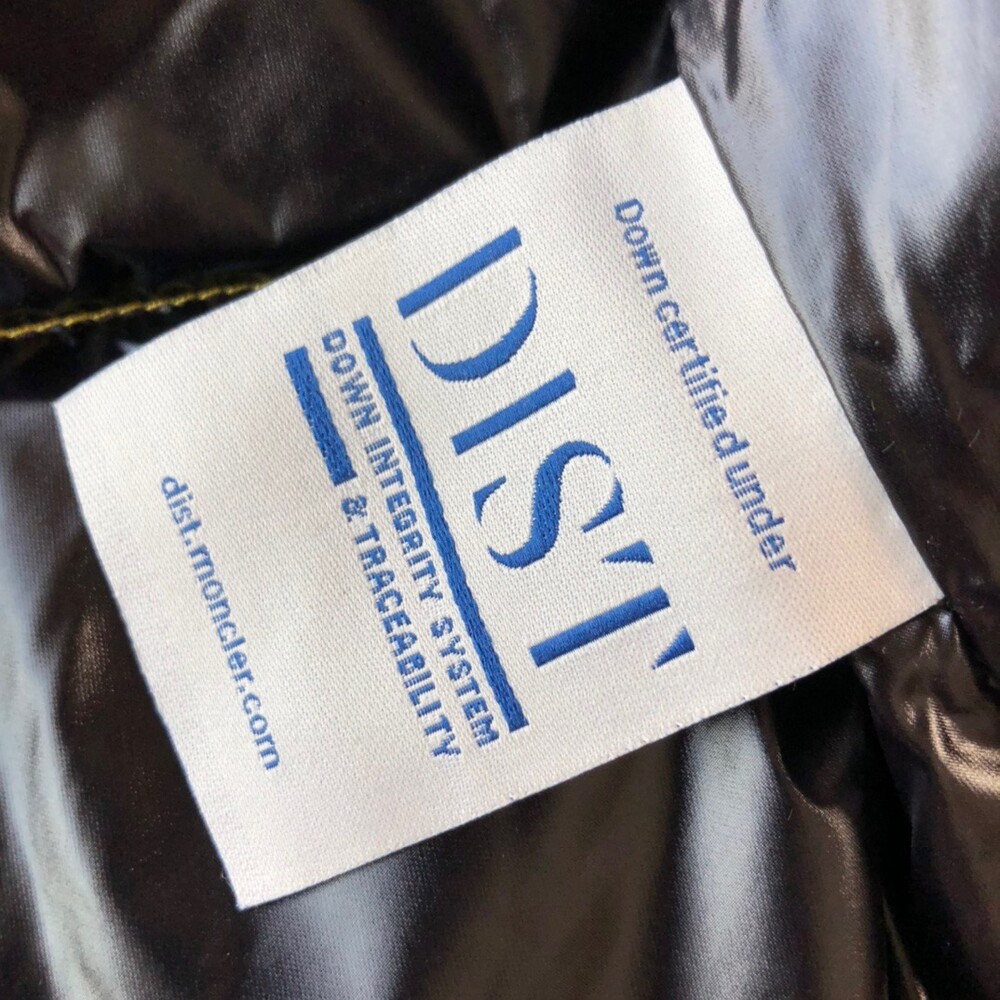 Down certified under
DIST
DOWN INTEGRITY SYSTEM
& TRACEABILITY
dist.moncler.com